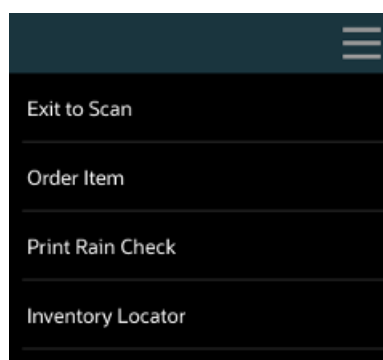 Exit to Scan
Order Item
Print Rain Check
Inventory Locator